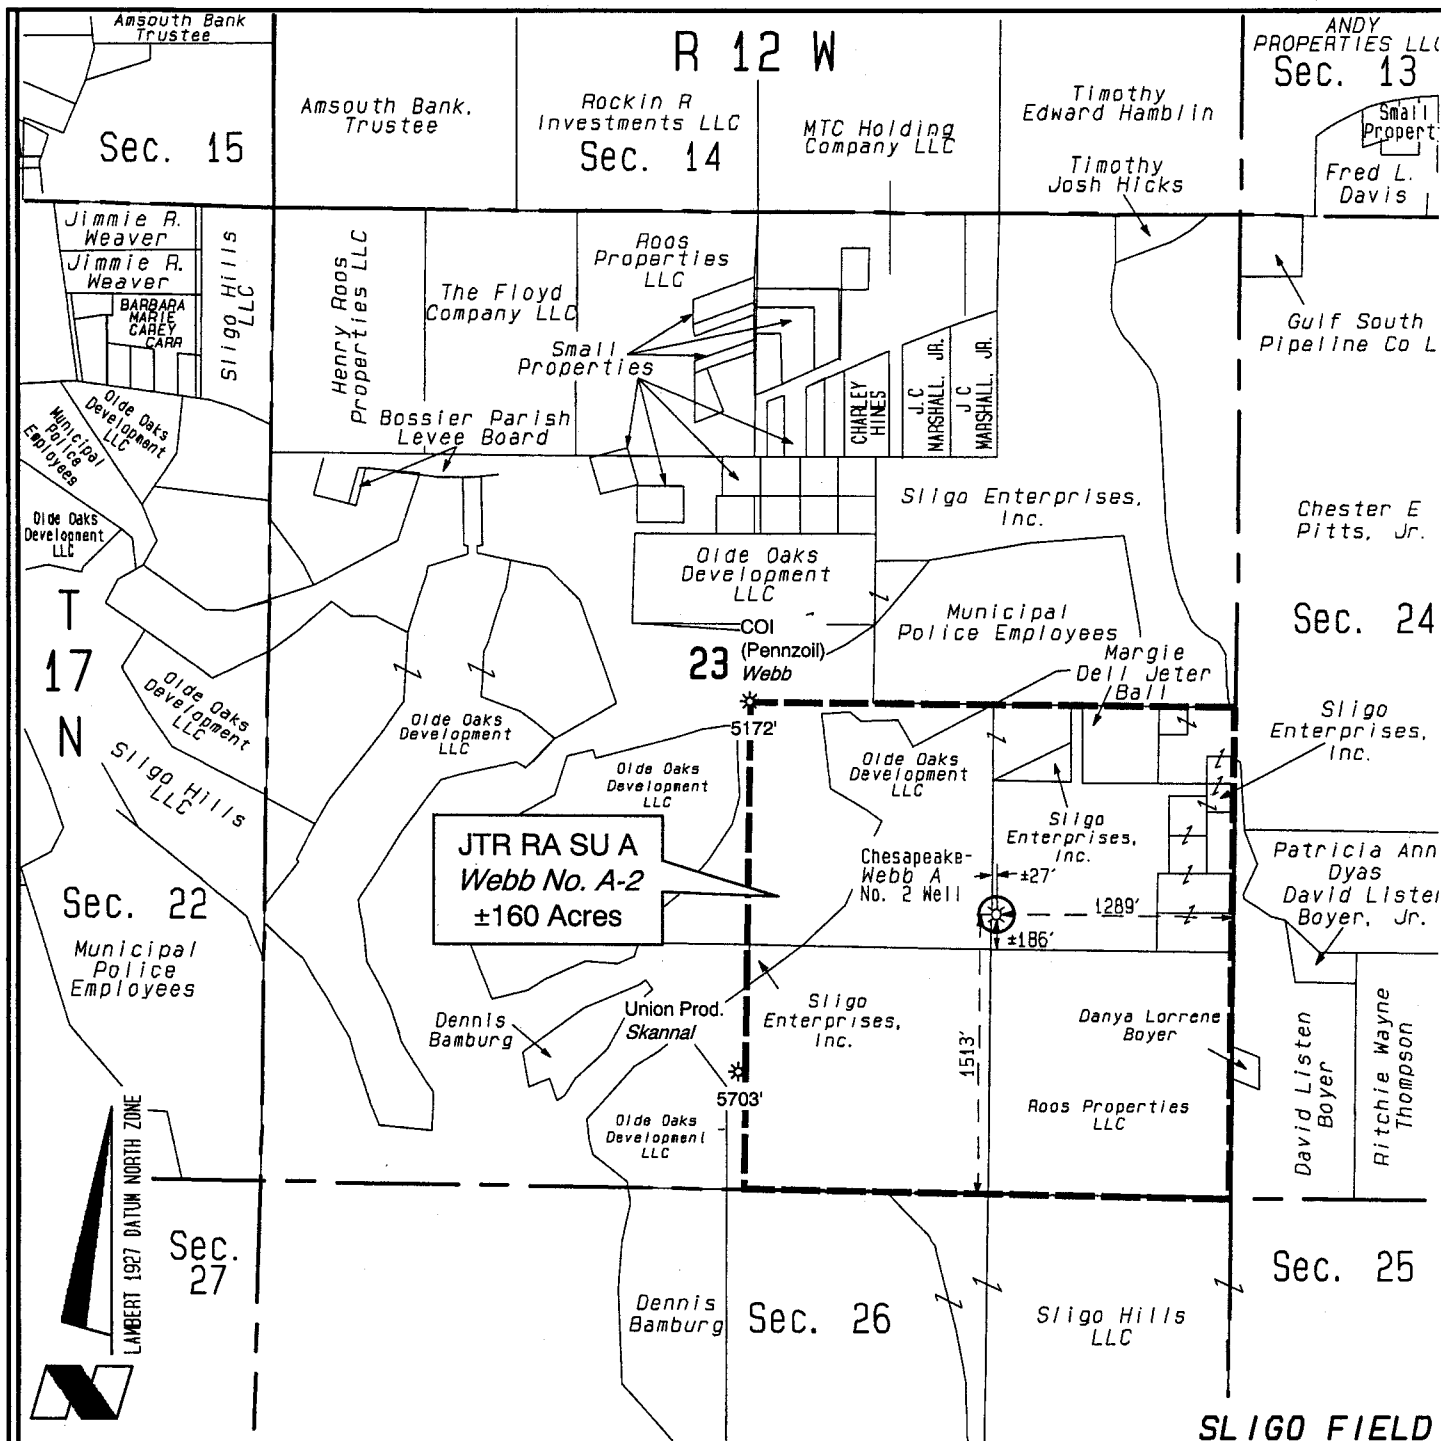 Amsouth Bank
Trustee
R 12 W
ANDY
PROPERTIES LLC
Sec. 13
Amsouth Bank,
Trustee
Rockin R
Investments LLC
Sec. 14
MTC Holding
Company LLC
Timothy
Edward Hamblin
Small
Propert
Sec. 15
Timothy
Josh Hicks
Fred L.
Davis
Jimmie R.
Weaver
Jimmie R.
Weaver
BARBARA
MARIE
CABEY
CARR
Sligo Hills
LLC
Henry Roos
Properties LLC
The Floyd
Company LLC
Roos
Properties
LLC
Small
Properties
CHARLEY
HINES
J.C
MARSHALL, JR.
J C
MARSHALL, JR.
Gulf South
Pipeline Co L
Olde Oaks
Development
LLC
Municipal
Police
Employees
Bossier Parish
Levee Board
Olde Oaks
Development
LLC
Sligo Enterprises,
Inc.
Chester E
Pitts, Jr.
Olde Oaks
Development
LLC
T
17
N
Municipal
Police Employees
Sec. 24
COI
(Pennzoil)
Webb
23
Margie
Dell Jeter
Ball
Olde Oaks
Development
LLC
Sligo Hills
LLC
Olde Oaks
Development
LLC
5172'
Sligo
Enterprises,
Inc.
Olde Oaks
Development
LLC
Olde Oaks
Development
LLC
Sligo
Enterprises,
Inc.
JTR RA SU A
Webb No. A-2
±160 Acres
Chesapeake-
Webb A
No. 2 Well
±27'
1289'
±186'
Patricia Ann
Dyas
David Lister
Boyer, Jr.
Sec. 22
Municipal
Police
Employees
Dennis
Bamburg
Union Prod.
Skannal
Sligo
Enterprises,
Inc.
1513'
Danya Lorrene
Boyer
David Listen
Boyer
Ritchie Wayne
Thompson
5703'
Olde Oaks
Development
LLC
Roos Properties
LLC
LAMBERT 1927 DATUM NORTH ZONE
Sec.
27
Dennis
Bamburg
Sec. 26
Sligo Hills
LLC
Sec. 25
SLIGO FIELD